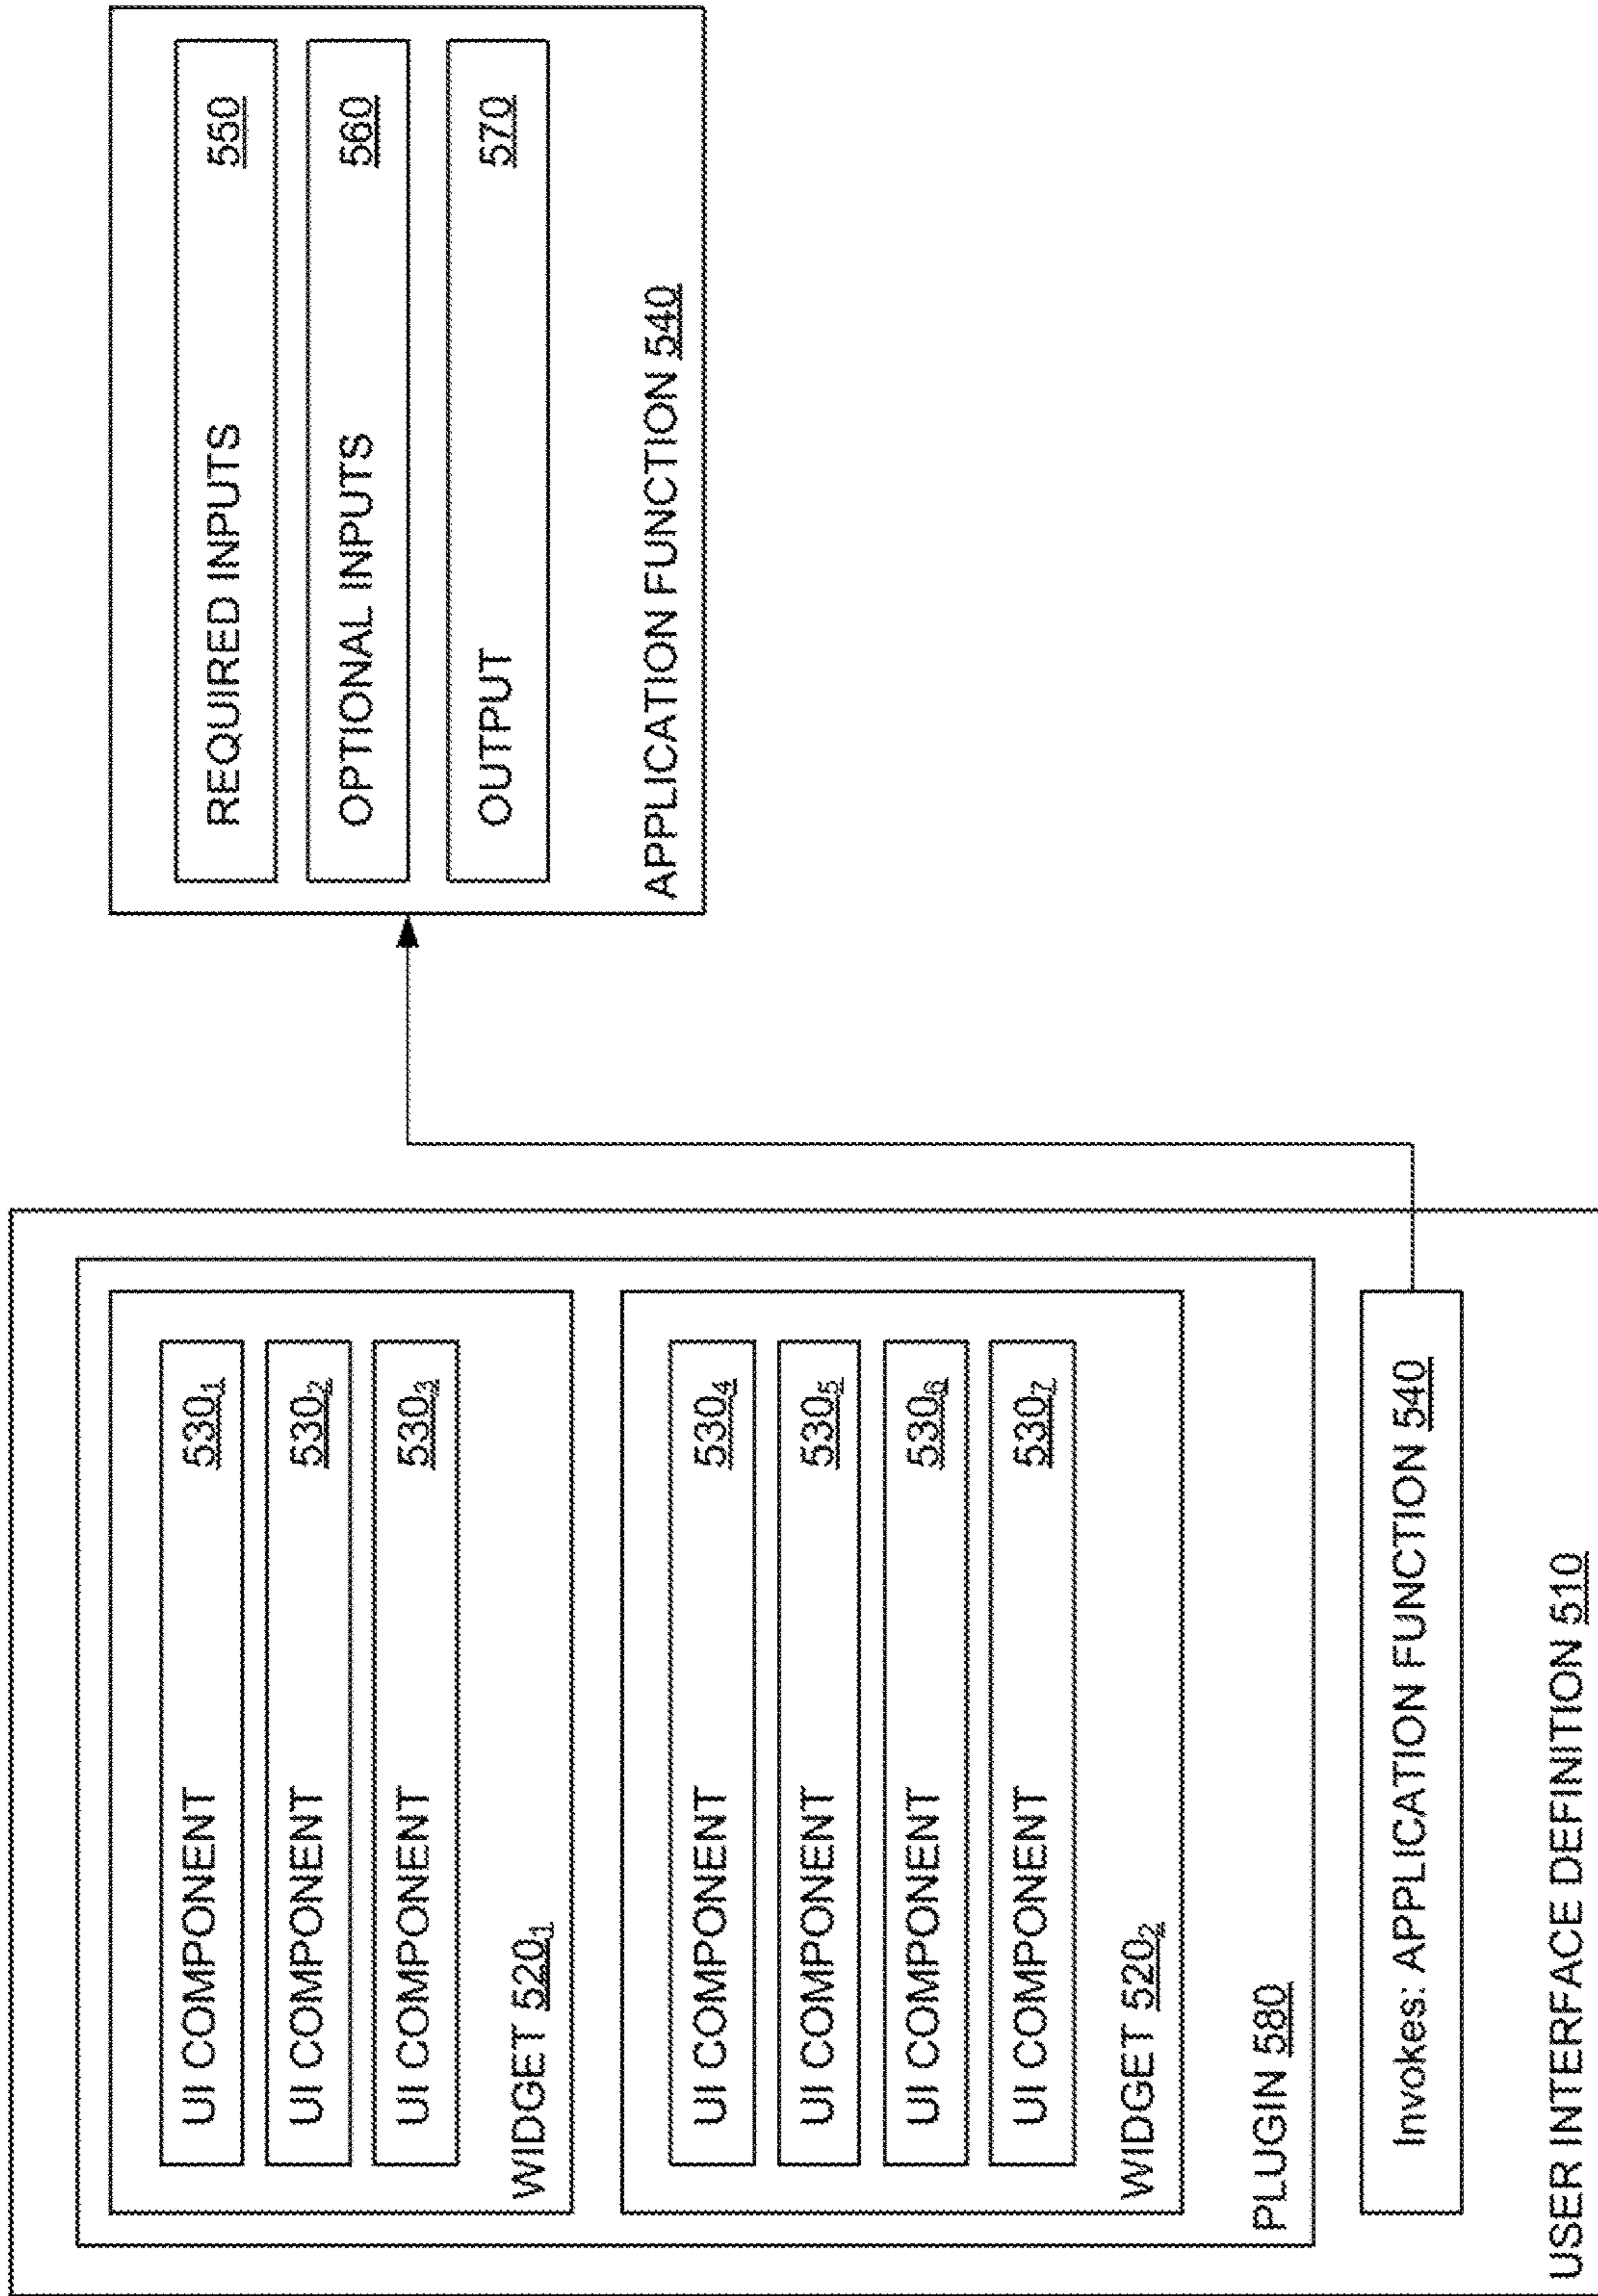 UI COMPONENT 530₁
UI COMPONENT 530₂
UI COMPONENT 530₃
WIDGET 520₁
UI COMPONENT 530₄
UI COMPONENT 530₅
UI COMPONENT 530₆
UI COMPONENT 530₇
WIDGET 520₂
PLUGIN 580
Invokes: APPLICATION FUNCTION 540
USER INTERFACE DEFINITION 510
REQUIRED INPUTS 550
OPTIONAL INPUTS 560
OUTPUT 570
APPLICATION FUNCTION 540